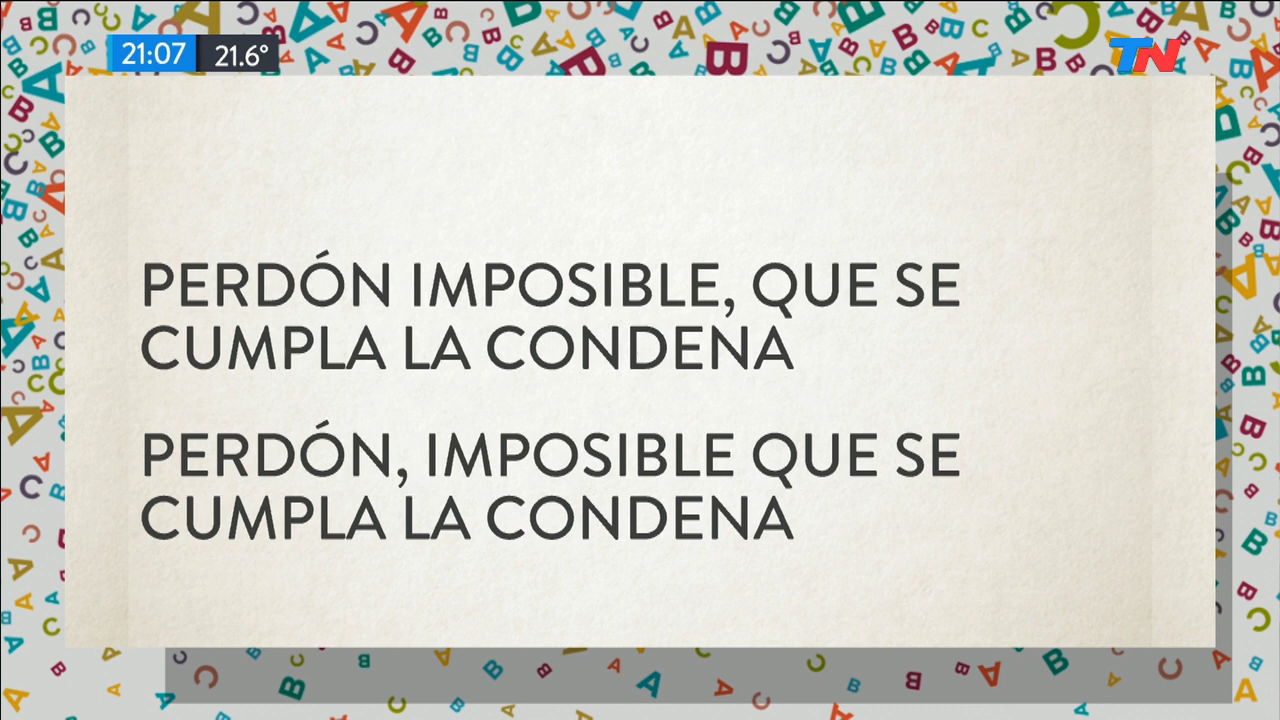 21:07 21.6° TN
PERDÓN IMPOSIBLE, QUE SE
CUMPLA LA CONDENA
PERDÓN, IMPOSIBLE QUE SE
CUMPLA LA CONDENA